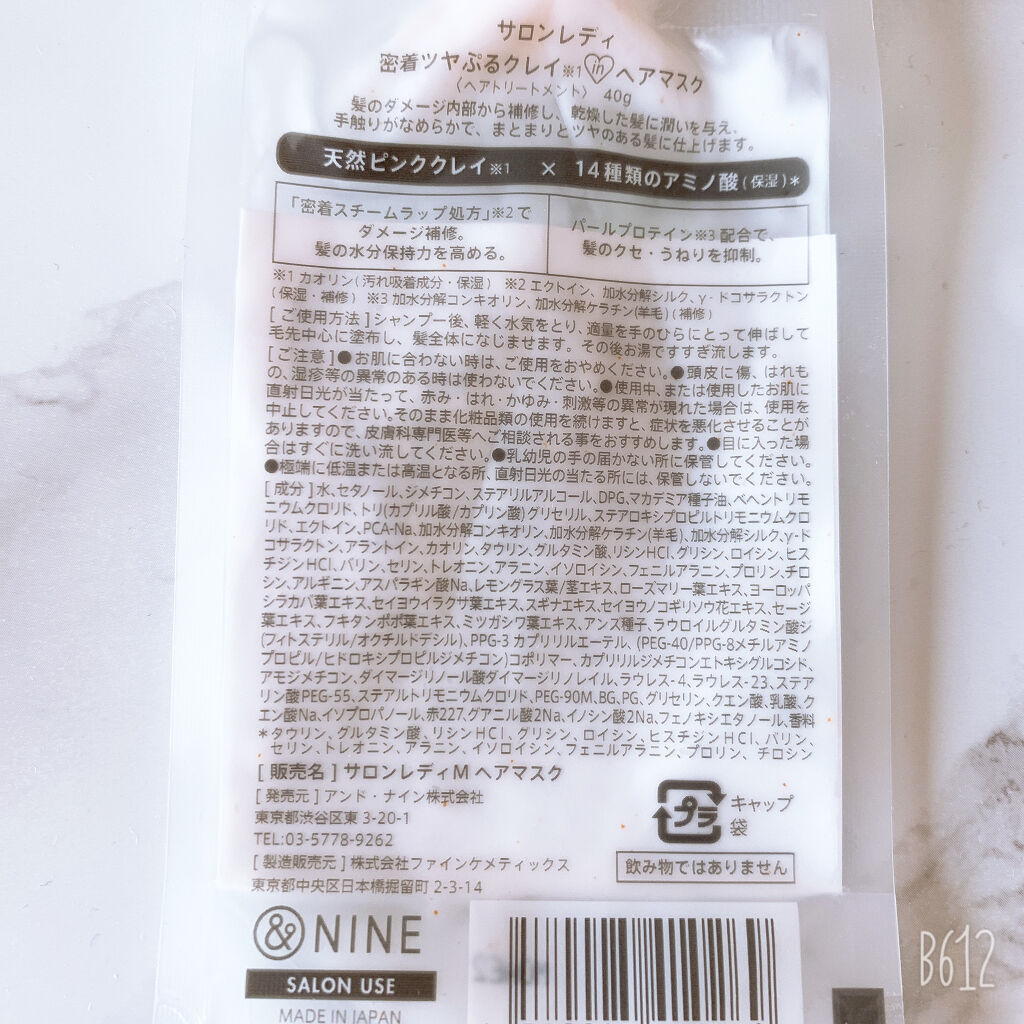 サロンレディ
密着ツヤぷるクレイ※1 in ヘアマスク
〈ヘアトリートメント〉 40g
髪のダメージ内部から補修し、乾燥した髪に潤いを与え、
手触りがなめらかで、まとまりとツヤのある髪に仕上げます。
天然ピンククレイ※1 × 14種類のアミノ酸(保湿)*
「密着スチームラップ処方」※2で
ダメージ補修。
髪の水分保持力を高める。
パールプロテイン※3配合で、
髪のクセ・うねりを抑制。
※1 カオリン(汚れ吸着成分・保湿) ※2 エクトイン、加水分解シルク、γ-ドコサラクトン
(保湿・補修) ※3 加水分解コンキオリン、加水分解ケラチン(羊毛)(補修)
[ご使用方法]シャンプー後、軽く水気をとり、適量を手のひらにとって伸ばして
毛先中心に塗布し、髪全体になじませます。その後お湯ですすぎ流します。
[ご注意]●お肌に合わない時は、ご使用をおやめください。●頭皮に傷、はれも
の、湿疹等の異常のある時は使わないでください。●使用中、または使用したお肌に
直射日光が当たって、赤み・はれ・かゆみ・刺激等の異常が現れた場合は、使用を
中止してください。そのまま化粧品類の使用を続けますと、症状を悪化させることが
ありますので、皮膚科専門医等へご相談される事をおすすめします。●目に入った場
合はすぐに洗い流してください。●乳幼児の手の届かない所に保管してください。
●極端に低温または高温となる所、直射日光の当たる所には、保管しないでください。
[成分]水、セタノール、ジメチコン、ステアリルアルコール、DPG、マカデミア種子油、ベヘントリモ
ニウムクロリド、トリ(カプリル酸/カプリン酸)グリセリル、ステアロキシプロピルトリモニウムクロ
リド、エクトイン、PCA-Na、加水分解コンキオリン、加水分解ケラチン(羊毛)、加水分解シルク、γ-ド
コサラクトン、アラントイン、カオリン、タウリン、グルタミン酸、リシンHCl、グリシン、ロイシン、ヒス
チジンHCl、バリン、セリン、トレオニン、アラニン、イソロイシン、フェニルアラニン、プロリン、チロ
シン、アルギニン、アスパラギン酸Na、レモングラス葉/茎エキス、ローズマリー葉エキス、ヨーロッパ
シラカバ葉エキス、セイヨウイラクサ葉エキス、スギナエキス、セイヨウノコギリソウ花エキス、セージ
葉エキス、フキタンポポ葉エキス、ミツガシワ葉エキス、アンズ種子、ラウロイルグルタミン酸ジ
(フィトステリル/オクチルドデシル)、PPG-3 カプリリルエーテル、(PEG-40/PPG-8メチルアミノ
プロピル/ヒドロキシプロピルジメチコン)コポリマー、カプリリルジメチコンエトキシグルコシド、
アモジメチコン、ダイマージリノール酸ダイマージリノレイル、ラウレス-4、ラウレス-23、ステア
リン酸PEG-55、ステアルトリモニウムクロリド、PEG-90M、BG、PG、グリセリン、クエン酸、乳酸、ク
エン酸Na、イソプロパノール、赤227、グアニル酸2Na、イノシン酸2Na、フェノキシエタノール、香料
*タウリン、グルタミン酸、リシンHCl、グリシン、ロイシン、ヒスチジンHCl、バリン、
セリン、トレオニン、アラニン、イソロイシン、フェニルアラニン、プロリン、チロシン
[販売名]サロンレディM ヘアマスク
[発売元]アンド・ナイン株式会社
東京都渋谷区東 3-20-1
TEL:03-5778-9262
[製造販売元]株式会社ファインケメティックス
東京都中央区日本橋堀留町 2-3-14
プラ
キャップ
袋
飲み物ではありません
& NINE
SALON USE
MADE IN JAPAN
B612